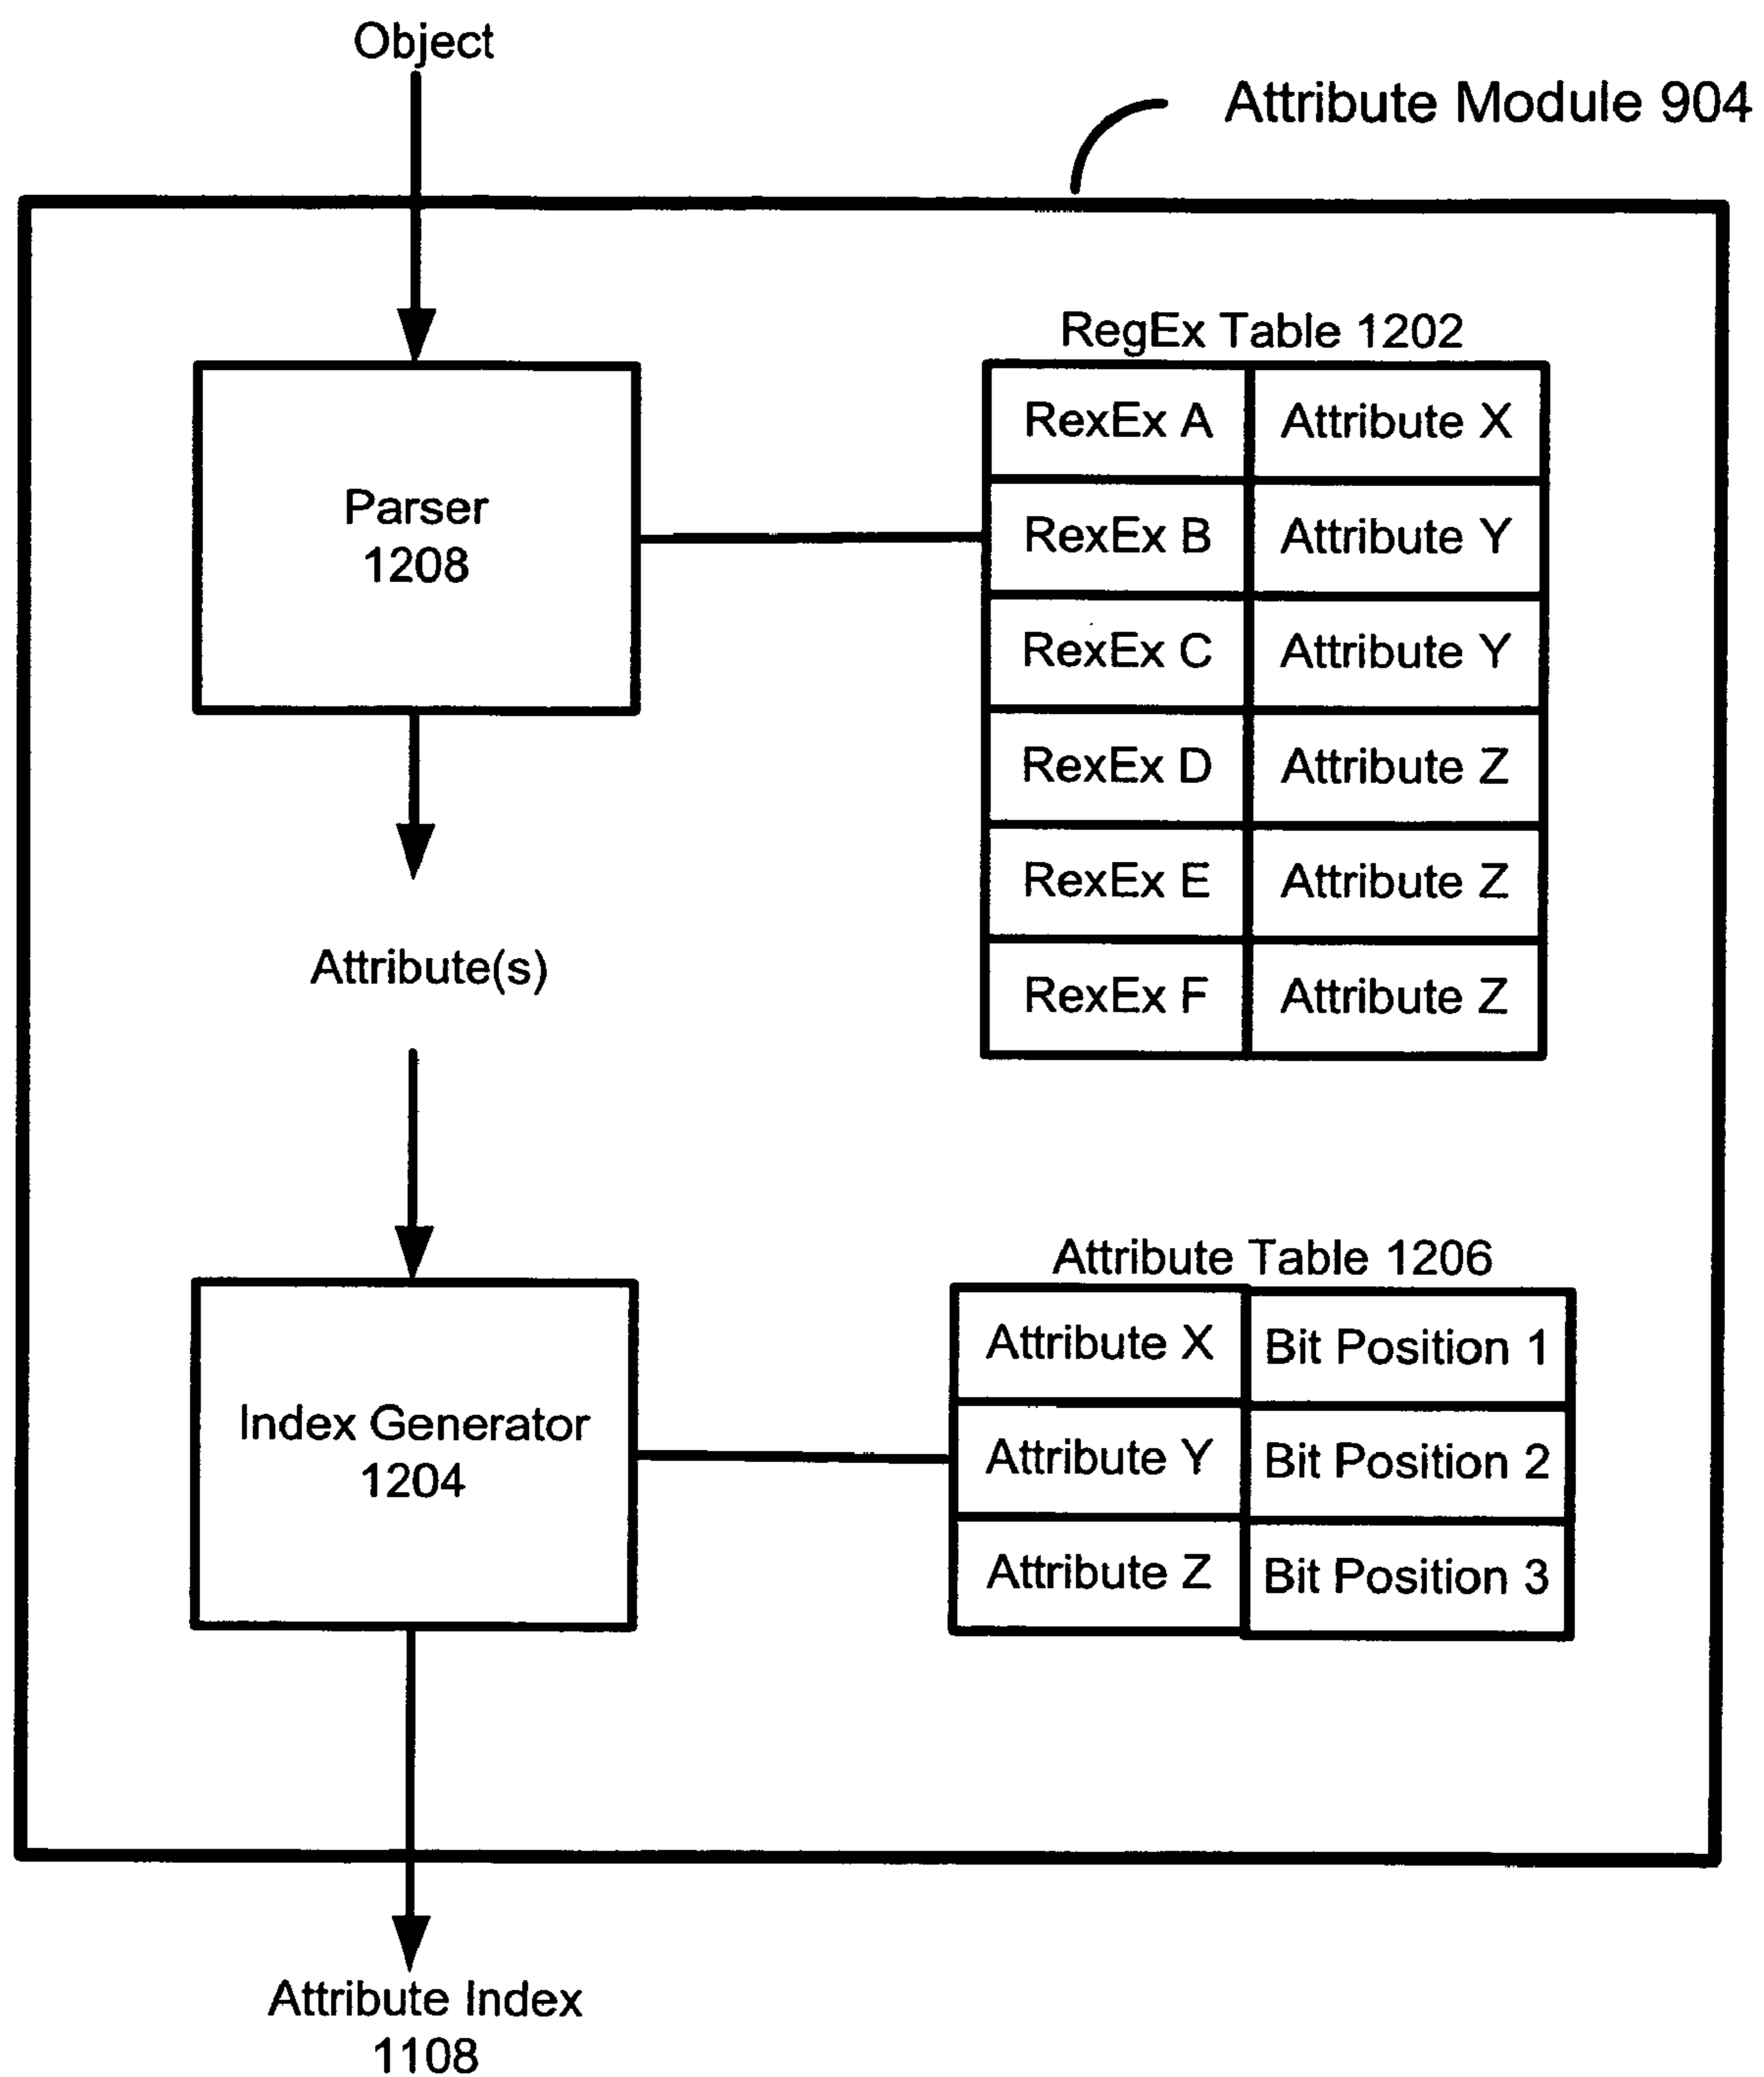 Object
Attribute Module 904
RegEx Table 1202
RexEx A Attribute X
RexEx B Attribute Y
RexEx C Attribute Y
RexEx D Attribute Z
RexEx E Attribute Z
RexEx F Attribute Z
Parser
1208
Attribute(s)
Attribute Table 1206
Attribute X Bit Position 1
Attribute Y Bit Position 2
Attribute Z Bit Position 3
Index Generator
1204
Attribute Index
1108